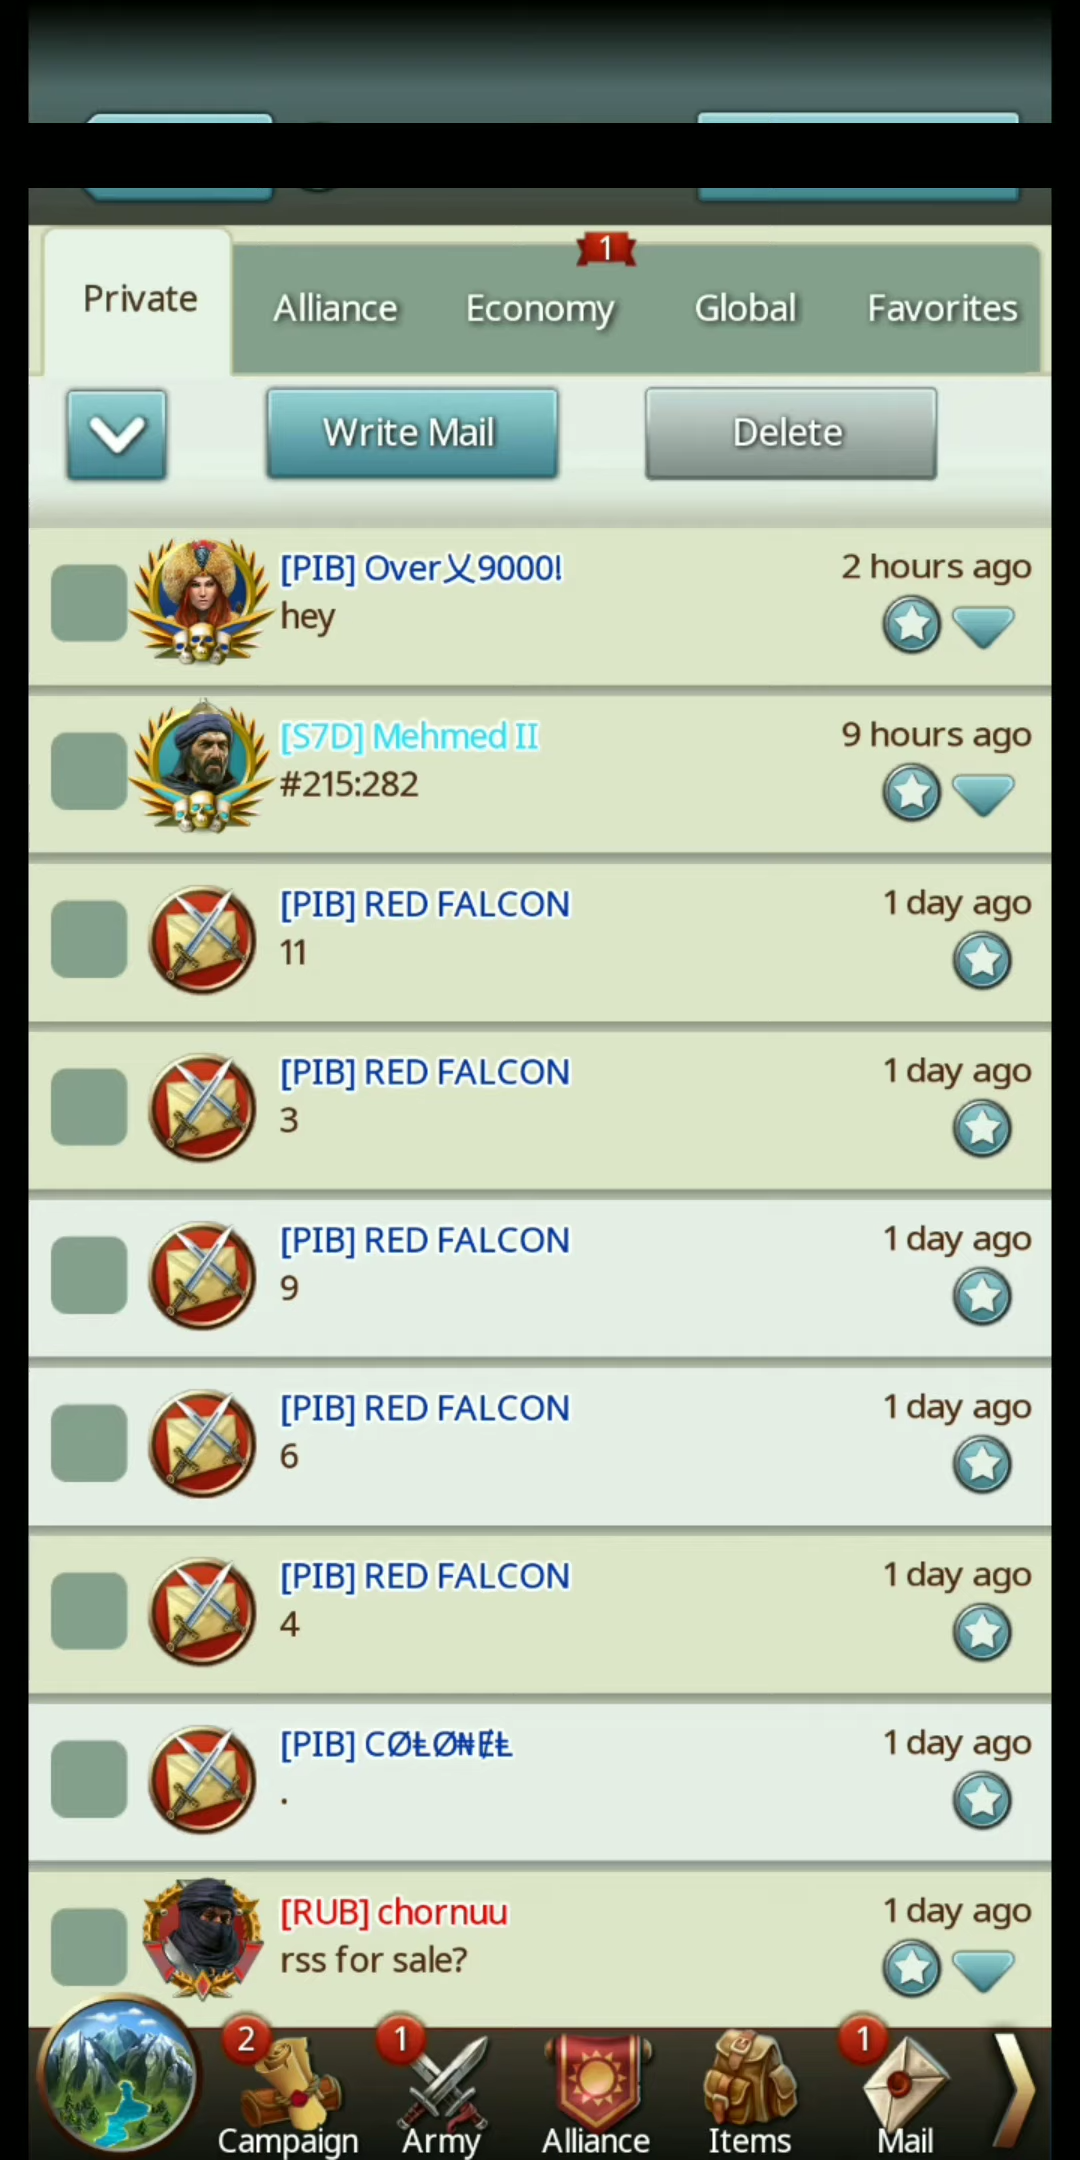 Private
Alliance
Economy
1
Global
Favorites
Write Mail
Delete
[PIB] Over乂9000!
2 hours ago
hey
[S7D] Mehmed II
9 hours ago
#215:282
[PIB] RED FALCON
1 day ago
11
[PIB] RED FALCON
1 day ago
3
[PIB] RED FALCON
1 day ago
9
[PIB] RED FALCON
1 day ago
6
[PIB] RED FALCON
1 day ago
4
[PIB] CØŁØ₦ɆŁ
1 day ago
.
[RUB] chornuu
1 day ago
rss for sale?
2
1
1
Campaign
Army
Alliance
Items
Mail